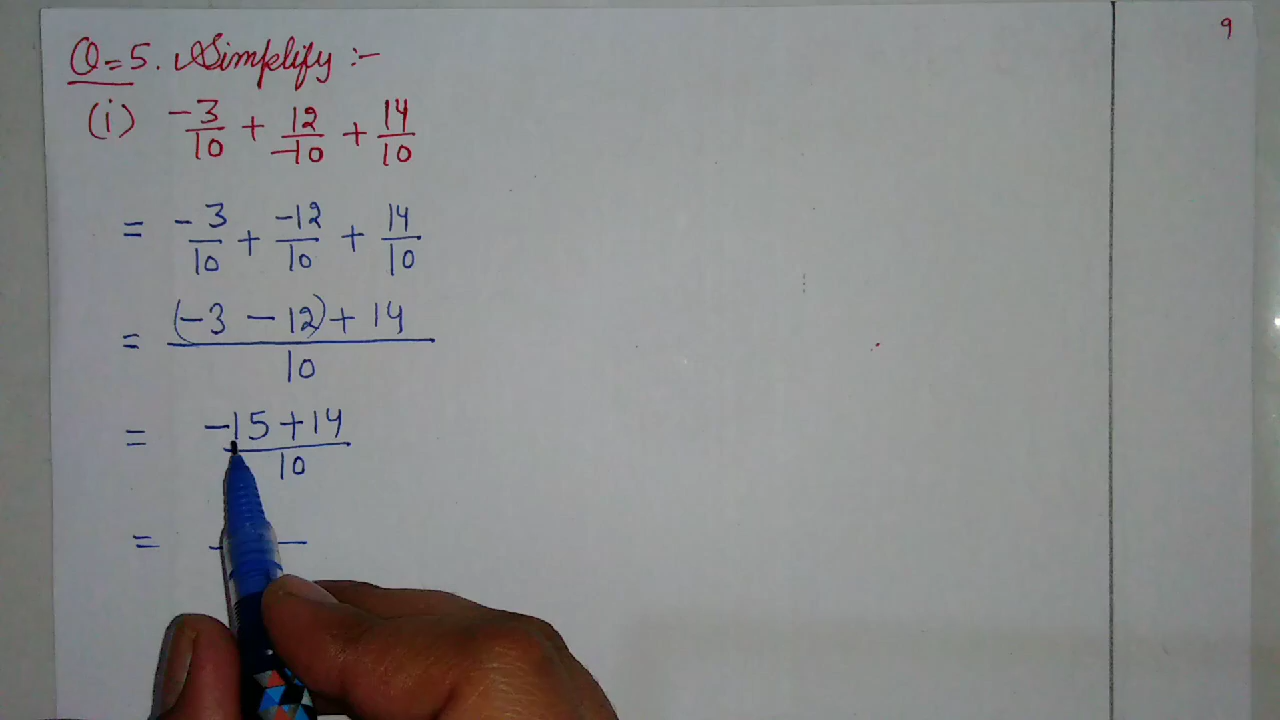 9
Q=5. Simplify :-
(i) -3/10 + 12/-10 + 14/10
= -3/10 + -12/10 + 14/10
= (-3 - 12) + 14 / 10
= -15 + 14 / 10
=